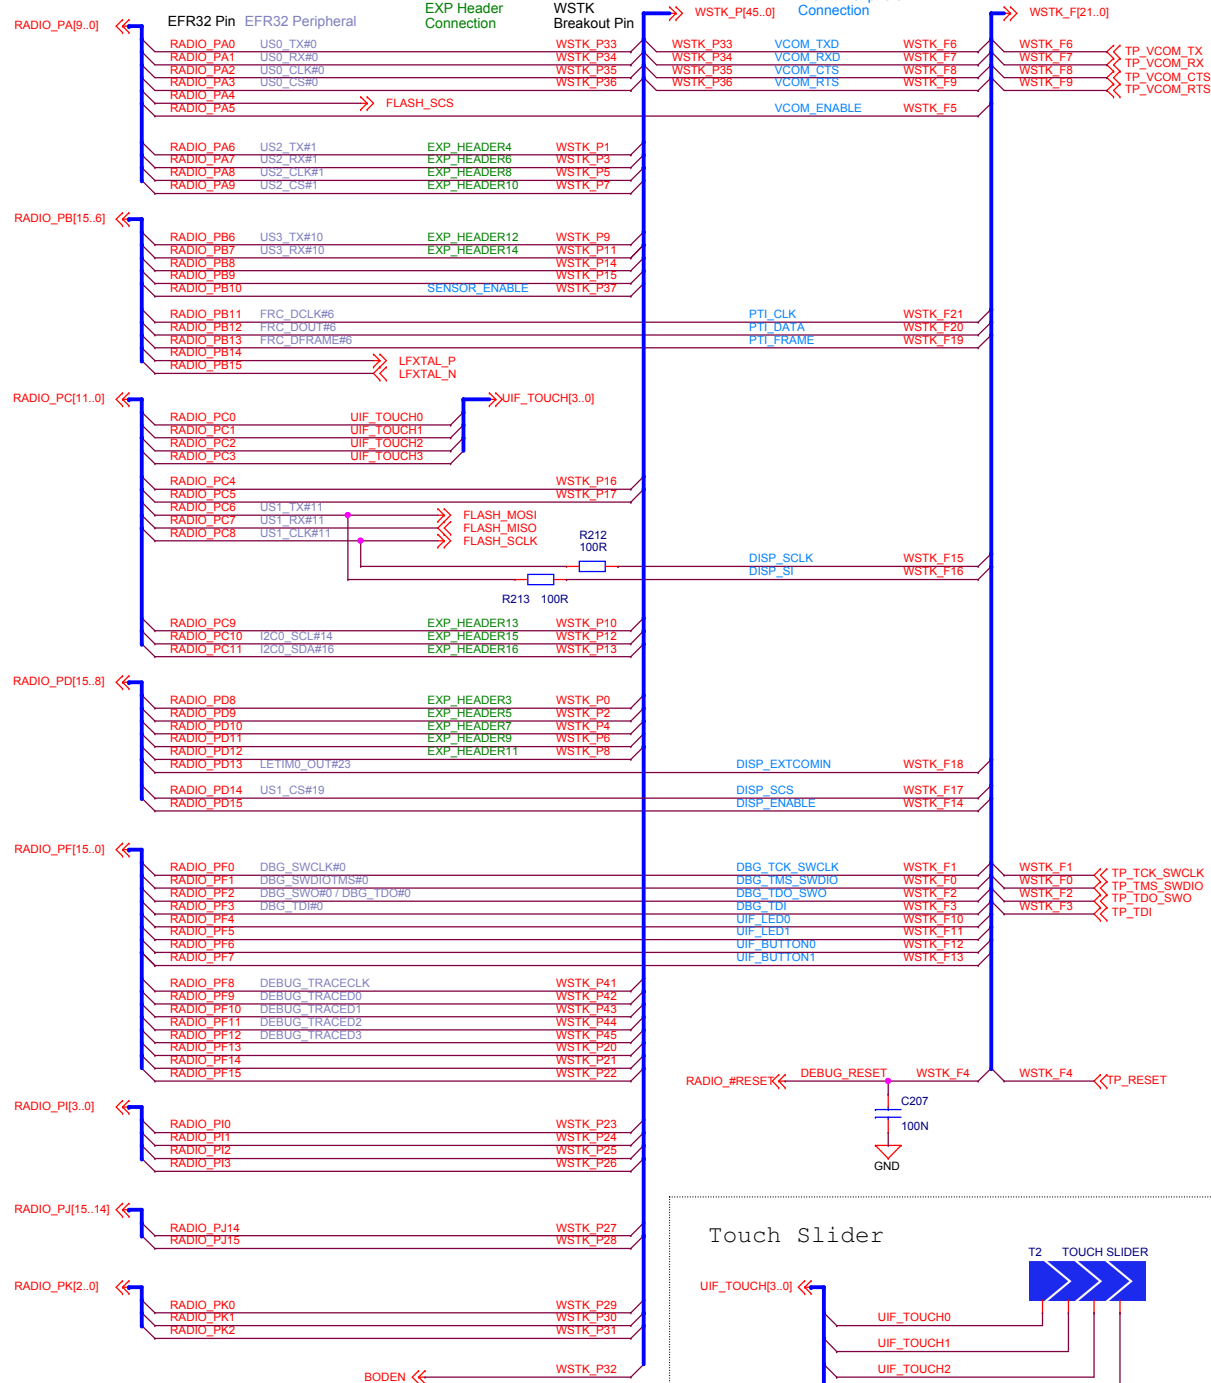 EXP Header WSTK WSTK_P[45..0] Connection WSTK_F[21..0]
RADIO_PA[9..0] EFR32 Pin EFR32 Peripheral Connection Breakout Pin
RADIO_PA0 US0_TX#0 WSTK_P33 WSTK_P33 VCOM_TXD WSTK_F6 WSTK_F6 TP_VCOM_TX
RADIO_PA1 US0_RX#0 WSTK_P34 WSTK_P34 VCOM_RXD WSTK_F7 WSTK_F7 TP_VCOM_RX
RADIO_PA2 US0_CLK#0 WSTK_P35 WSTK_P35 VCOM_CTS WSTK_F8 WSTK_F8 TP_VCOM_CTS
RADIO_PA3 US0_CS#0 WSTK_P36 WSTK_P36 VCOM_RTS WSTK_F9 WSTK_F9 TP_VCOM_RTS
RADIO_PA4 FLASH_SCS
RADIO_PA5 VCOM_ENABLE WSTK_F5
RADIO_PA6 US2_TX#1 EXP_HEADER4 WSTK_P1
RADIO_PA7 US2_RX#1 EXP_HEADER6 WSTK_P3
RADIO_PA8 US2_CLK#1 EXP_HEADER8 WSTK_P5
RADIO_PA9 US2_CS#1 EXP_HEADER10 WSTK_P7
RADIO_PB[15..6]
RADIO_PB6 US3_TX#10 EXP_HEADER12 WSTK_P9
RADIO_PB7 US3_RX#10 EXP_HEADER14 WSTK_P11
RADIO_PB8 WSTK_P14
RADIO_PB9 WSTK_P15
RADIO_PB10 SENSOR_ENABLE WSTK_P37
RADIO_PB11 FRC_DCLK#6 PTI_CLK WSTK_F21
RADIO_PB12 FRC_DOUT#6 PTI_DATA WSTK_F20
RADIO_PB13 FRC_DFRAME#6 PTI_FRAME WSTK_F19
RADIO_PB14 LFXTAL_P
RADIO_PB15 LFXTAL_N
RADIO_PC[11..0] UIF_TOUCH[3..0]
RADIO_PC0 UIF_TOUCH0
RADIO_PC1 UIF_TOUCH1
RADIO_PC2 UIF_TOUCH2
RADIO_PC3 UIF_TOUCH3
RADIO_PC4 WSTK_P16
RADIO_PC5 WSTK_P17
RADIO_PC6 US1_TX#11 FLASH_MOSI
RADIO_PC7 US1_RX#11 FLASH_MISO
RADIO_PC8 US1_CLK#11 FLASH_SCLK
R212
100R
DISP_SCLK WSTK_F15
DISP_SI WSTK_F16
R213 100R
RADIO_PC9 EXP_HEADER13 WSTK_P10
RADIO_PC10 I2C0_SCL#14 EXP_HEADER15 WSTK_P12
RADIO_PC11 I2C0_SDA#16 EXP_HEADER16 WSTK_P13
RADIO_PD[15..8]
RADIO_PD8 EXP_HEADER3 WSTK_P0
RADIO_PD9 EXP_HEADER5 WSTK_P2
RADIO_PD10 EXP_HEADER7 WSTK_P4
RADIO_PD11 EXP_HEADER9 WSTK_P6
RADIO_PD12 EXP_HEADER11 WSTK_P8
RADIO_PD13 LETIM0_OUT#23 DISP_EXTCOMIN WSTK_F18
RADIO_PD14 US1_CS#19 DISP_SCS WSTK_F17
RADIO_PD15 DISP_ENABLE WSTK_F14
RADIO_PF[15..0]
RADIO_PF0 DBG_SWCLK#0 DBG_TCK_SWCLK WSTK_F1 WSTK_F1 TP_TCK_SWCLK
RADIO_PF1 DBG_SWDIOTMS#0 DBG_TMS_SWDIO WSTK_F0 WSTK_F0 TP_TMS_SWDIO
RADIO_PF2 DBG_SWO#0 / DBG_TDO#0 DBG_TDO_SWO WSTK_F2 WSTK_F2 TP_TDO_SWO
RADIO_PF3 DBG_TDI#0 DBG_TDI WSTK_F3 WSTK_F3 TP_TDI
RADIO_PF4 UIF_LED0 WSTK_F10
RADIO_PF5 UIF_LED1 WSTK_F11
RADIO_PF6 UIF_BUTTON0 WSTK_F12
RADIO_PF7 UIF_BUTTON1 WSTK_F13
RADIO_PF8 DEBUG_TRACECLK WSTK_P41
RADIO_PF9 DEBUG_TRACED0 WSTK_P42
RADIO_PF10 DEBUG_TRACED1 WSTK_P43
RADIO_PF11 DEBUG_TRACED2 WSTK_P44
RADIO_PF12 DEBUG_TRACED3 WSTK_P45
RADIO_PF13 WSTK_P20
RADIO_PF14 WSTK_P21
RADIO_PF15 WSTK_P22
RADIO_#RESET DEBUG_RESET WSTK_F4 WSTK_F4 TP_RESET
C207
100N
GND
RADIO_PI[3..0]
RADIO_PI0 WSTK_P23
RADIO_PI1 WSTK_P24
RADIO_PI2 WSTK_P25
RADIO_PI3 WSTK_P26
RADIO_PJ[15..14]
RADIO_PJ14 WSTK_P27
RADIO_PJ15 WSTK_P28
RADIO_PK[2..0]
RADIO_PK0 WSTK_P29
RADIO_PK1 WSTK_P30
RADIO_PK2 WSTK_P31
BODEN WSTK_P32
Touch Slider
T2 TOUCH SLIDER
UIF_TOUCH[3..0]
UIF_TOUCH0
UIF_TOUCH1
UIF_TOUCH2